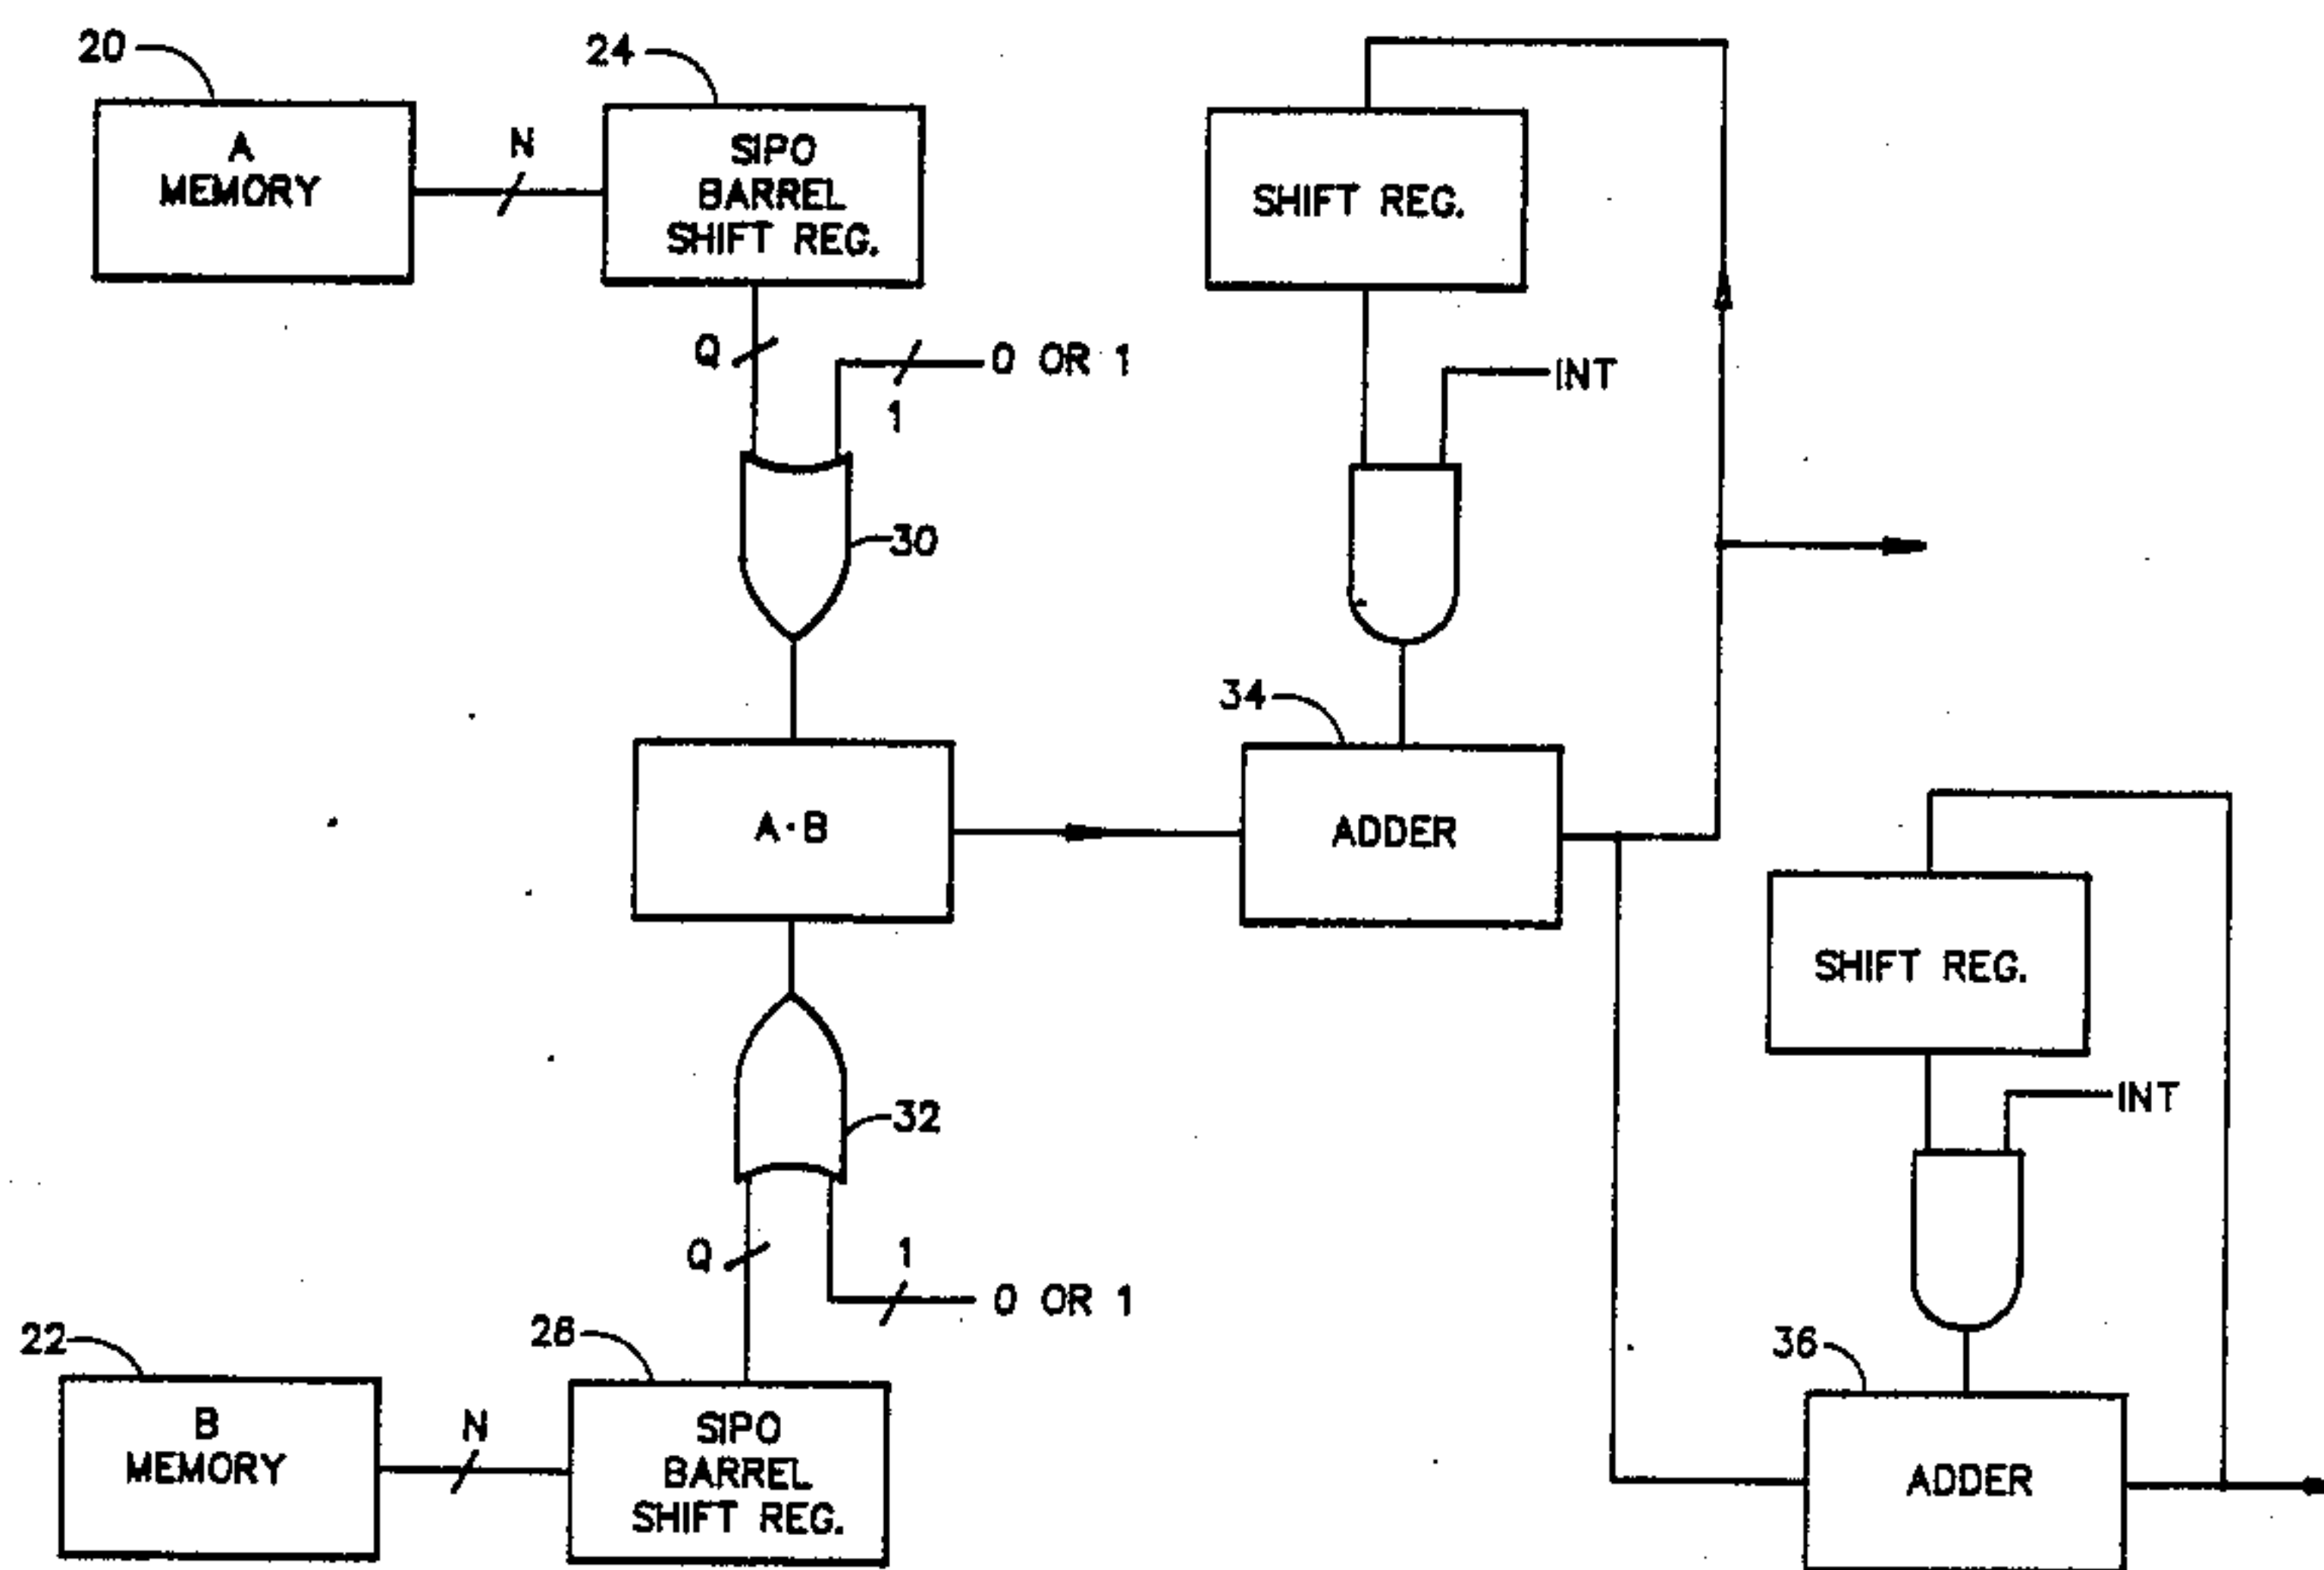 20
24
A
MEMORY
N
SIPO
BARREL
SHIFT REG.
SHIFT REG.
Q
0 OR 1
1
INT
30
34
A·B
ADDER
SHIFT REG.
32
INT
Q
1
0 OR 1
22
28
36
B
MEMORY
N
SIPO
BARREL
SHIFT REG.
ADDER